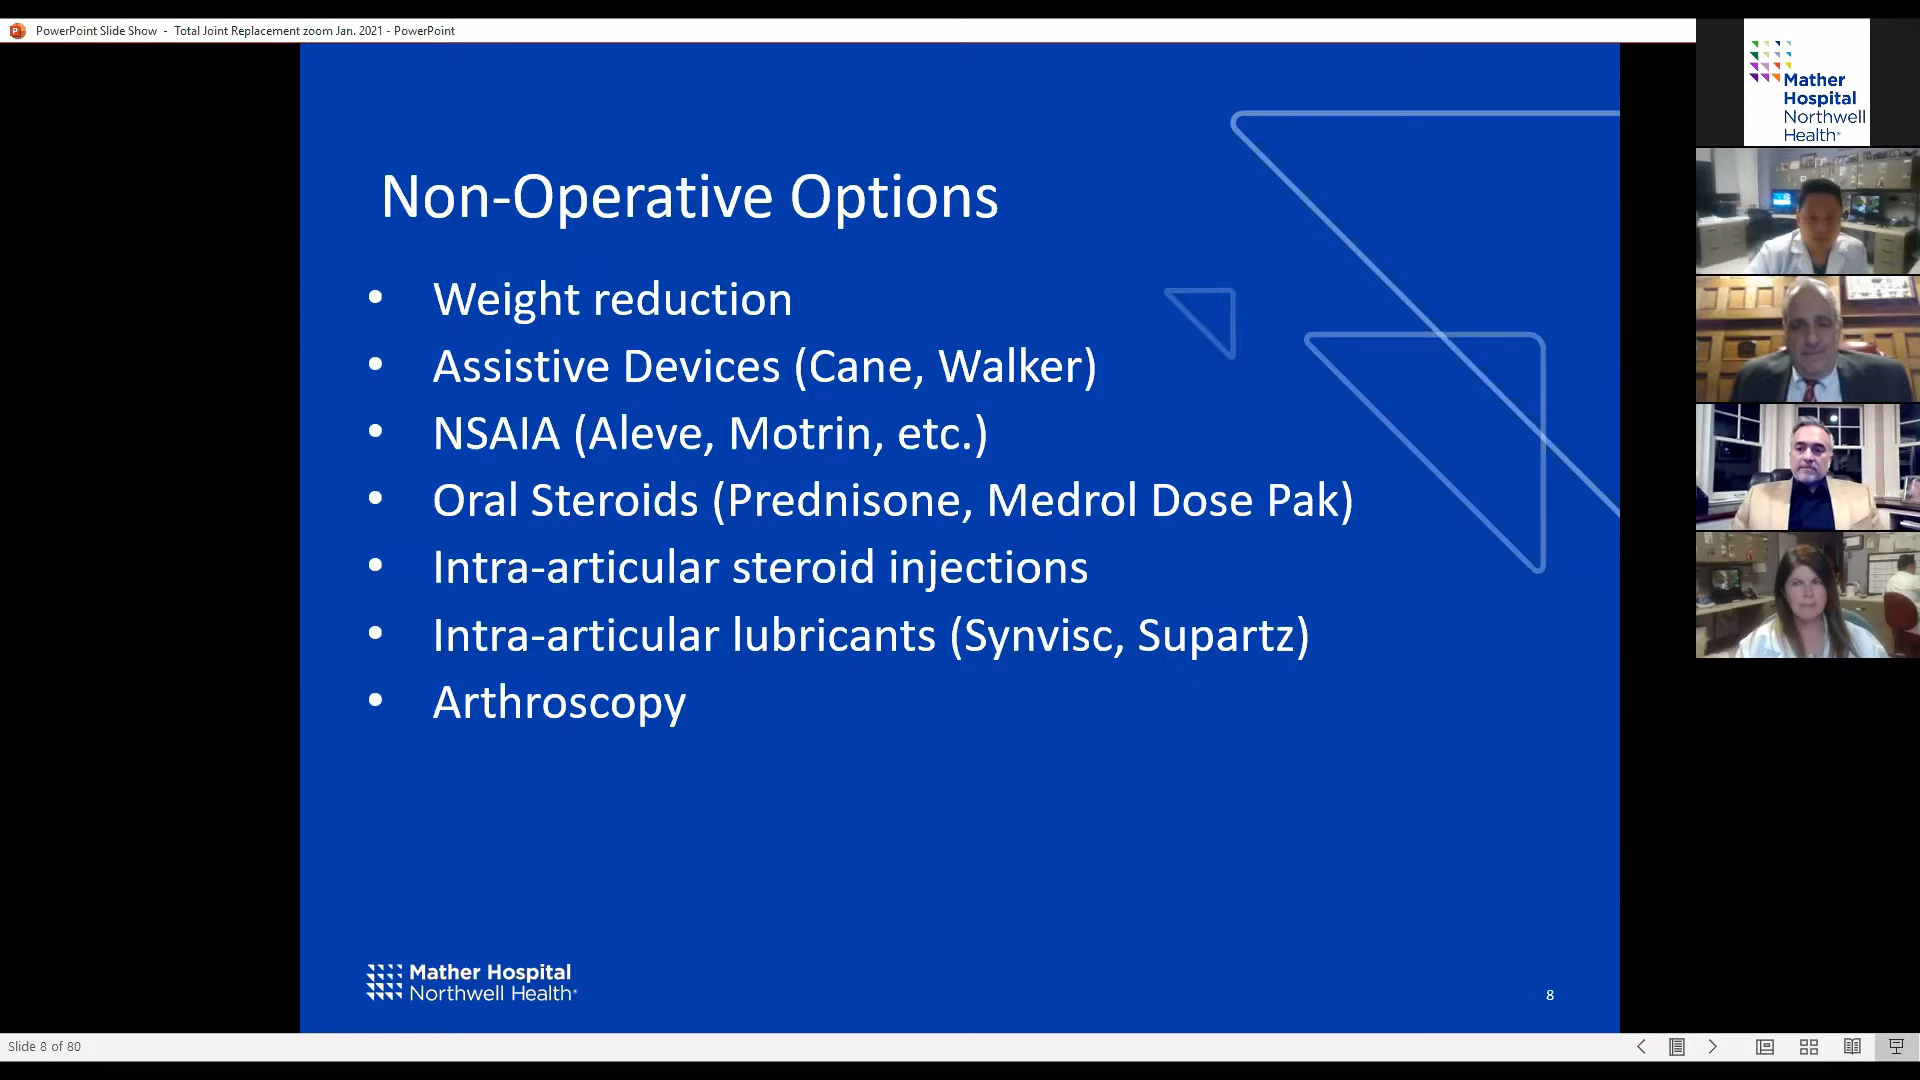 PowerPoint Slide Show - Total Joint Replacement zoom Jan. 2021 - PowerPoint
Mather
Hospital
Northwell
Health®
Non-Operative Options
• Weight reduction
• Assistive Devices (Cane, Walker)
• NSAIA (Aleve, Motrin, etc.)
• Oral Steroids (Prednisone, Medrol Dose Pak)
• Intra-articular steroid injections
• Intra-articular lubricants (Synvisc, Supartz)
• Arthroscopy
Mather Hospital
Northwell Health®
8
Slide 8 of 80